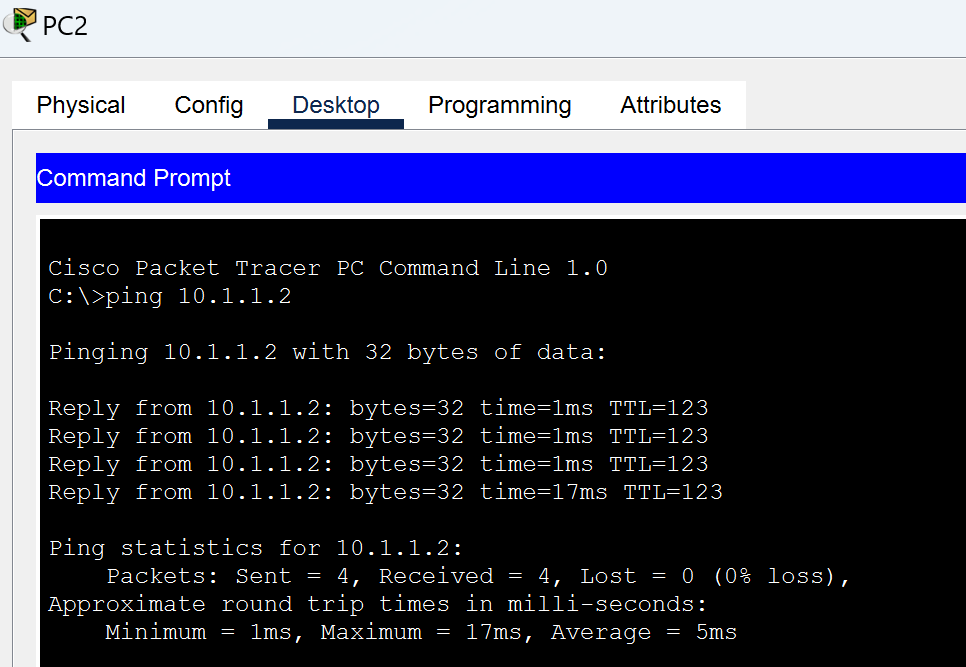 PC2
Physical Config Desktop Programming Attributes
Command Prompt
Cisco Packet Tracer PC Command Line 1.0
C:\>ping 10.1.1.2
Pinging 10.1.1.2 with 32 bytes of data:
Reply from 10.1.1.2: bytes=32 time=1ms TTL=123
Reply from 10.1.1.2: bytes=32 time=1ms TTL=123
Reply from 10.1.1.2: bytes=32 time=1ms TTL=123
Reply from 10.1.1.2: bytes=32 time=17ms TTL=123
Ping statistics for 10.1.1.2:
Packets: Sent = 4, Received = 4, Lost = 0 (0% loss),
Approximate round trip times in milli-seconds:
Minimum = 1ms, Maximum = 17ms, Average = 5ms